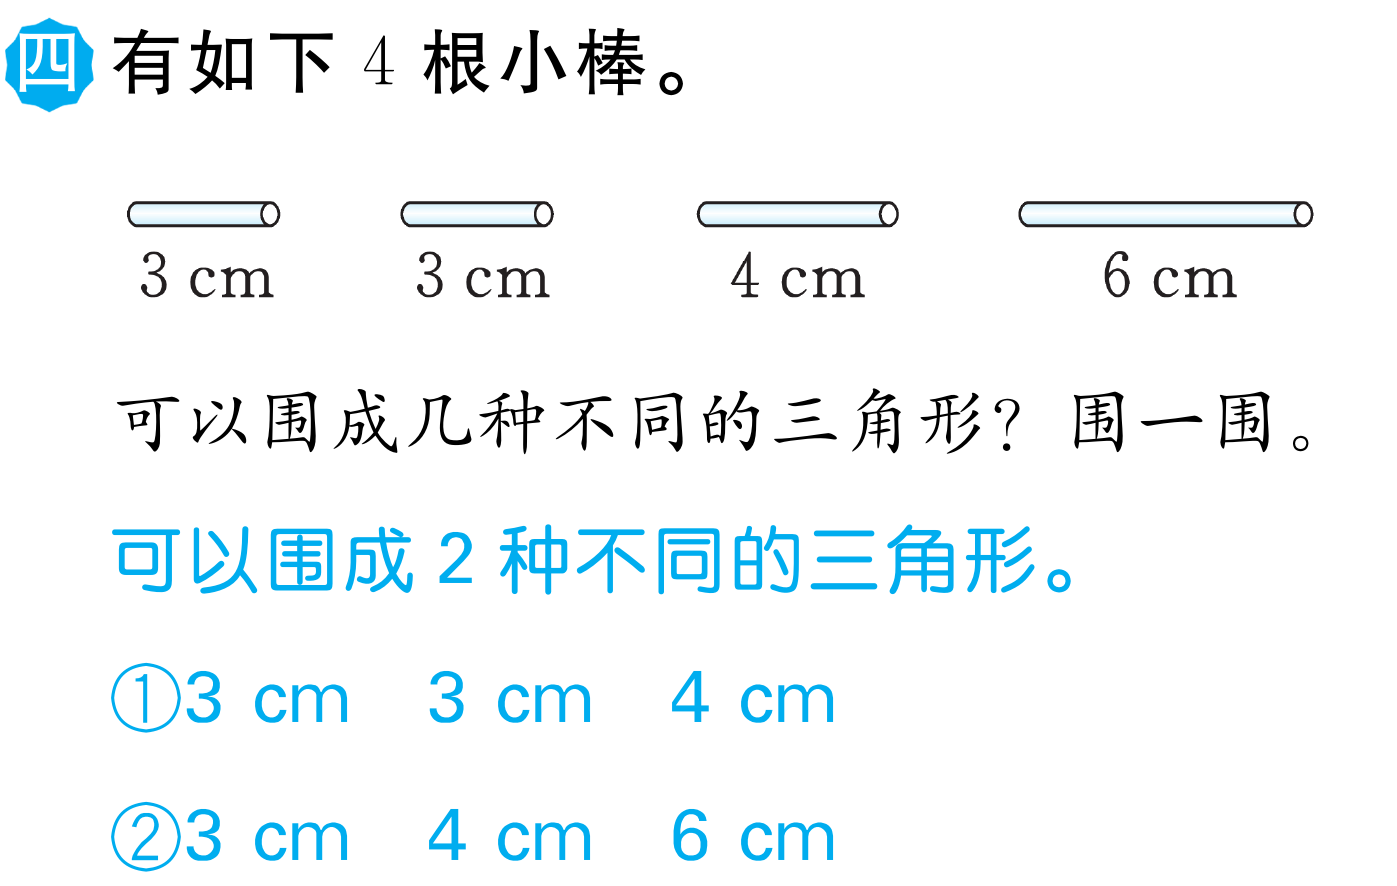 四 有如下 4 根小棒。
3 cm 3 cm 4 cm 6 cm
可以围成几种不同的三角形？围一围。
可以围成 2 种不同的三角形。
①3 cm 3 cm 4 cm
②3 cm 4 cm 6 cm